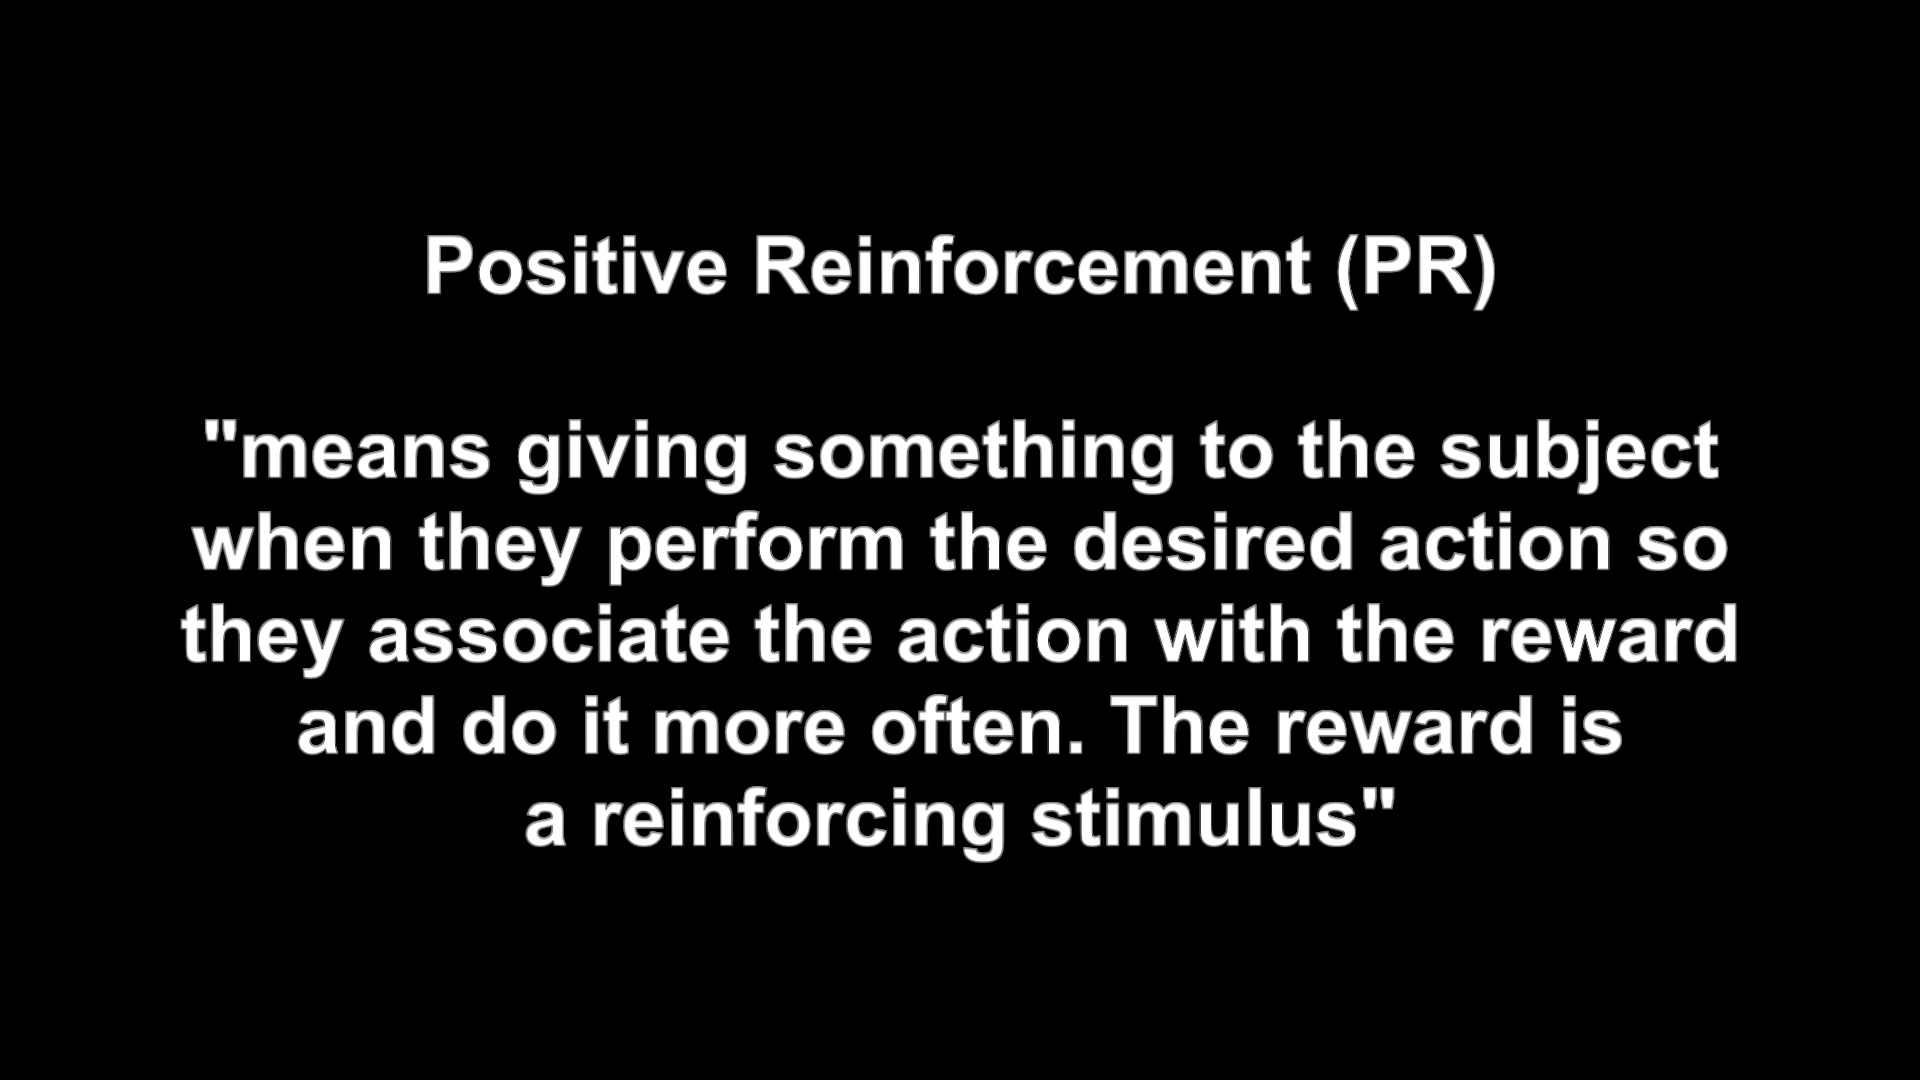 Positive Reinforcement (PR)
"means giving something to the subject
when they perform the desired action so
they associate the action with the reward
and do it more often. The reward is
a reinforcing stimulus"